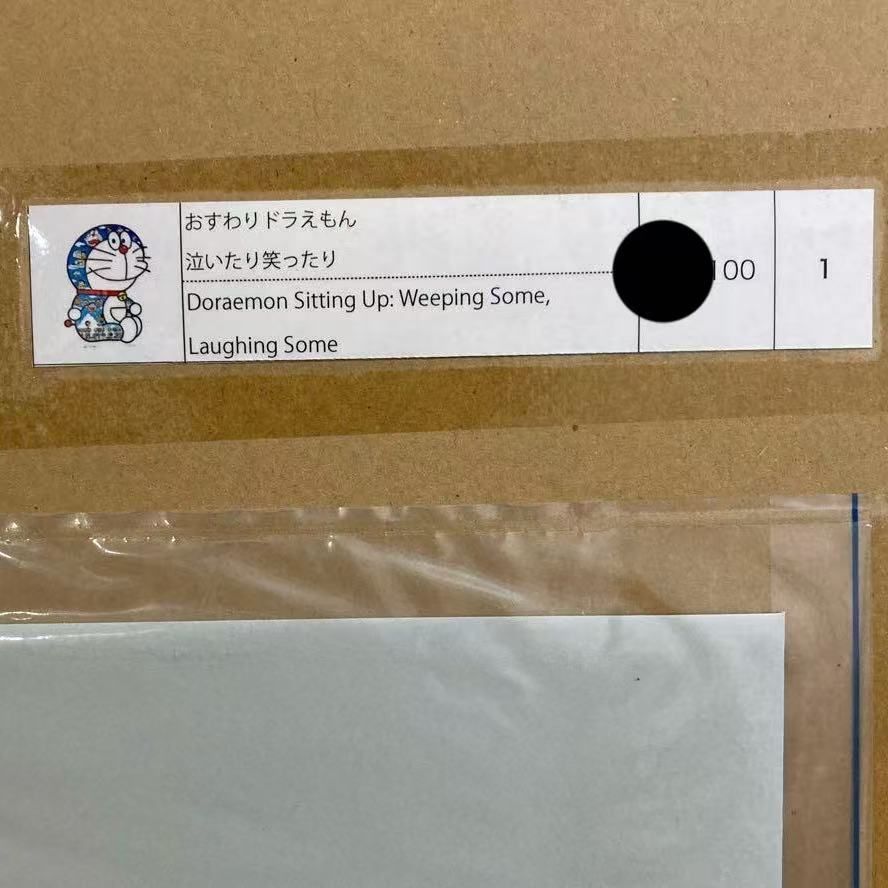 おすわりドラえもん
泣いたり笑ったり
Doraemon Sitting Up: Weeping Some,
Laughing Some
100
1